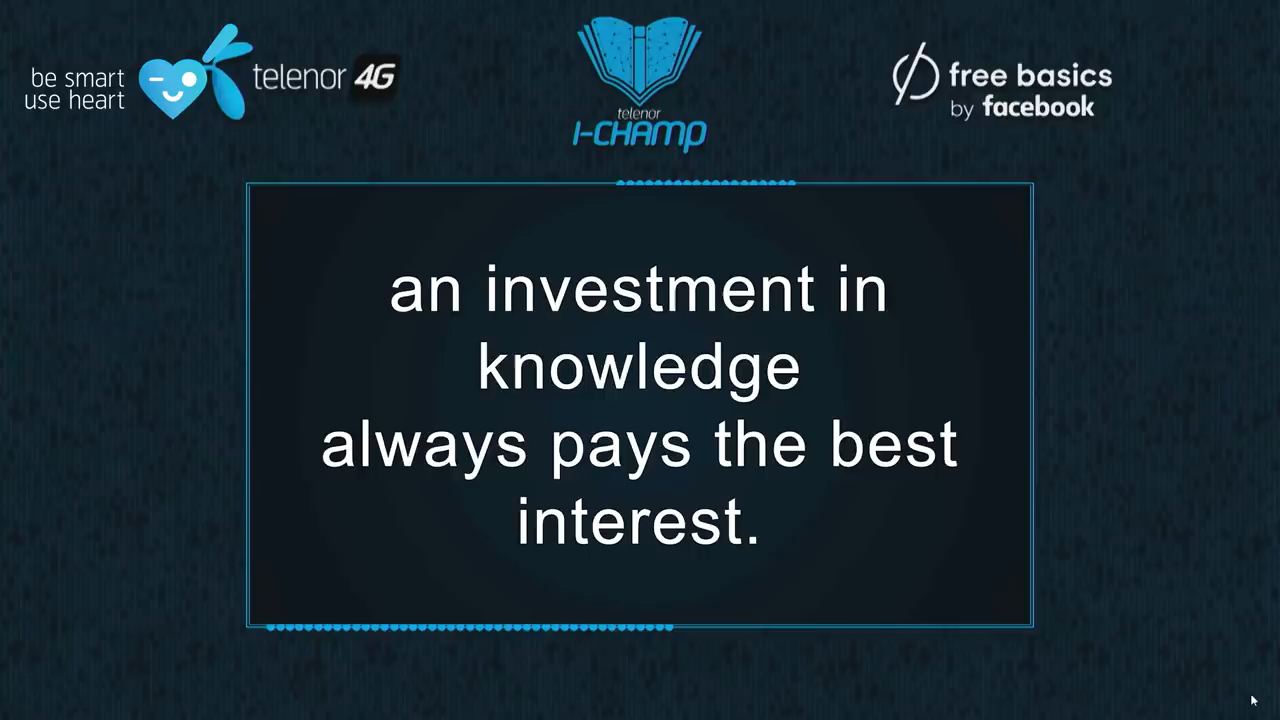 be smart
use heart
telenor 4G
telenor
I-CHAMP
free basics
by facebook
an investment in
knowledge
always pays the best
interest.